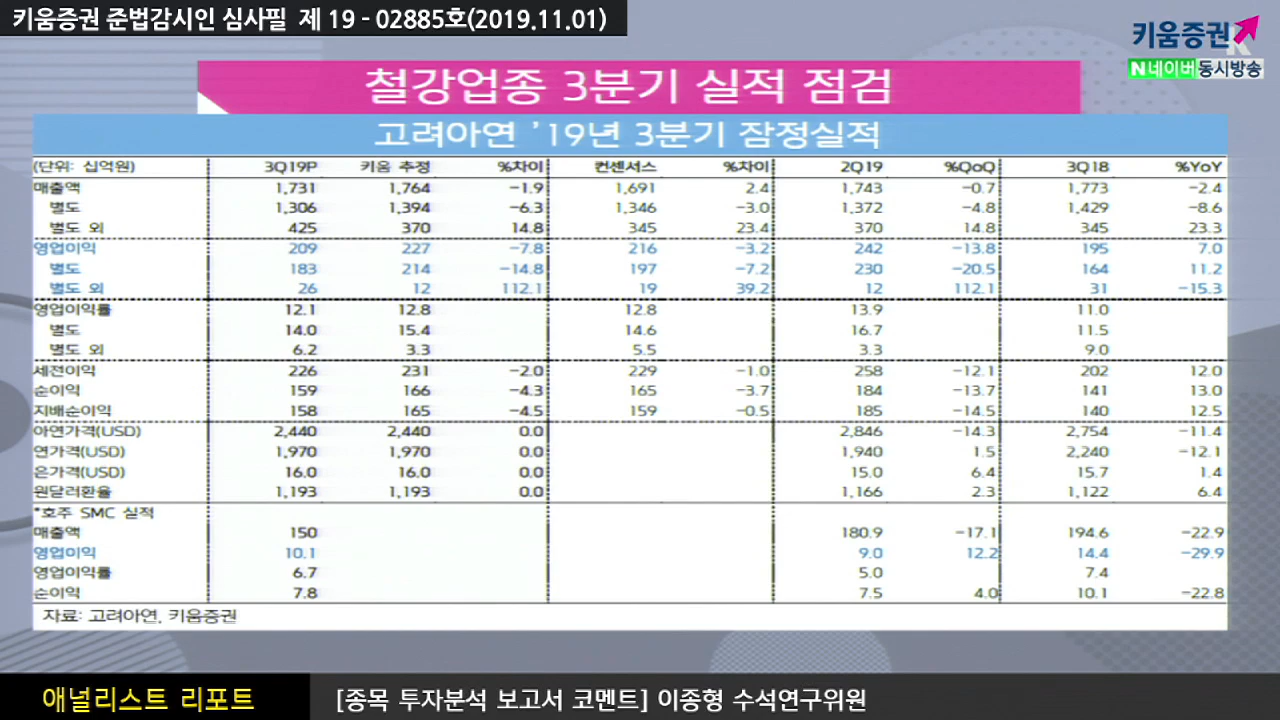 키움증권 준법감시인 심사필 제 19 - 02885호(2019.11.01)
키움증권
N네이버 동시방송
철강업종 3분기 실적 점검
고려아연 ’19년 3분기 잠정실적
(단위: 십억원) 3Q19P 키움 추정 %차이 컨센서스 %차이 2Q19 %QoQ 3Q18 %YoY
매출액 1,731 1,764 -1.9 1,691 2.4 1,743 -0.7 1,773 -2.4
별도 1,306 1,394 -6.3 1,346 -3.0 1,372 -4.8 1,429 -8.6
별도 외 425 370 14.8 345 23.4 370 14.8 345 23.3
영업이익 209 227 -7.8 216 -3.2 242 -13.8 195 7.0
별도 183 214 -14.8 197 -7.2 230 -20.5 164 11.2
별도 외 26 12 112.1 19 39.2 12 112.1 31 -15.3
영업이익률 12.1 12.8 12.8 13.9 11.0
별도 14.0 15.4 14.6 16.7 11.5
별도 외 6.2 3.3 5.5 3.3 9.0
세전이익 226 231 -2.0 229 -1.0 258 -12.1 202 12.0
순이익 159 166 -4.3 165 -3.7 184 -13.7 141 13.0
지배순이익 158 165 -4.5 159 -0.5 185 -14.5 140 12.5
아연가격(USD) 2,440 2,440 0.0 2,846 -14.3 2,754 -11.4
연가격(USD) 1,970 1,970 0.0 1,940 1.5 2,240 -12.1
은가격(USD) 16.0 16.0 0.0 15.0 6.4 15.7 1.4
원달러환율 1,193 1,193 0.0 1,166 2.3 1,122 6.4
*호주 SMC 실적
매출액 150 180.9 -17.1 194.6 -22.9
영업이익 10.1 9.0 12.2 14.4 -29.9
영업이익률 6.7 5.0 7.4
순이익 7.8 7.5 4.0 10.1 -22.8
자료: 고려아연, 키움증권
애널리스트 리포트
[종목 투자분석 보고서 코멘트] 이종형 수석연구위원